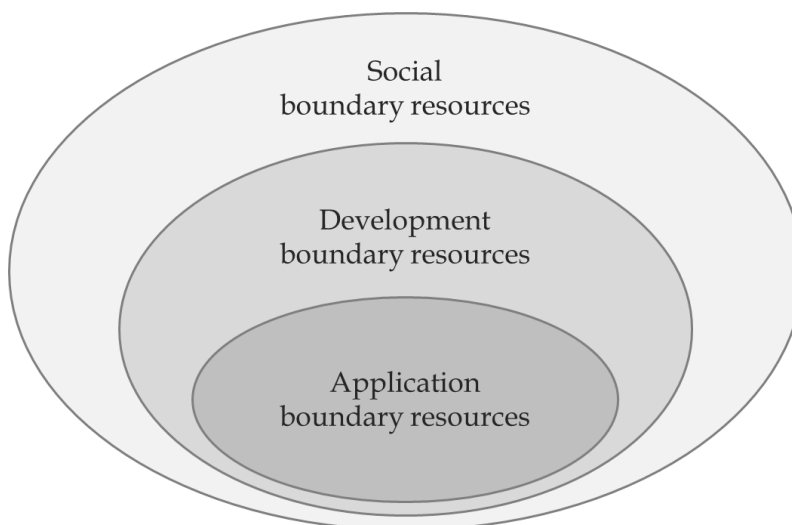 Social
boundary resources
Development
boundary resources
Application
boundary resources